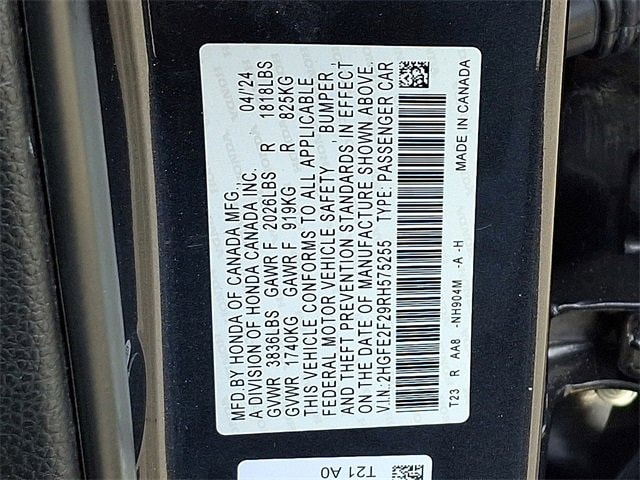 MFD.BY HONDA OF CANADA MFG., 04/24
A DIVISION OF HONDA CANADA INC.
GVWR 3836LBS GAWR F 2026LBS R 1818LBS
GVWR 1740KG GAWR F 919KG R 825KG
THIS VEHICLE CONFORMS TO ALL APPLICABLE
FEDERAL MOTOR VEHICLE SAFETY , BUMPER ,
AND THEFT PREVENTION STANDARDS, IN EFFECT
ON THE DATE OF MANUFACTURE SHOWN ABOVE.
V.I.N.:2HGFE2F29RH575255 TYPE: PASSENGER CAR
T23 R AA8 -NH904M -A -H MADE IN CANADA
T21 A0